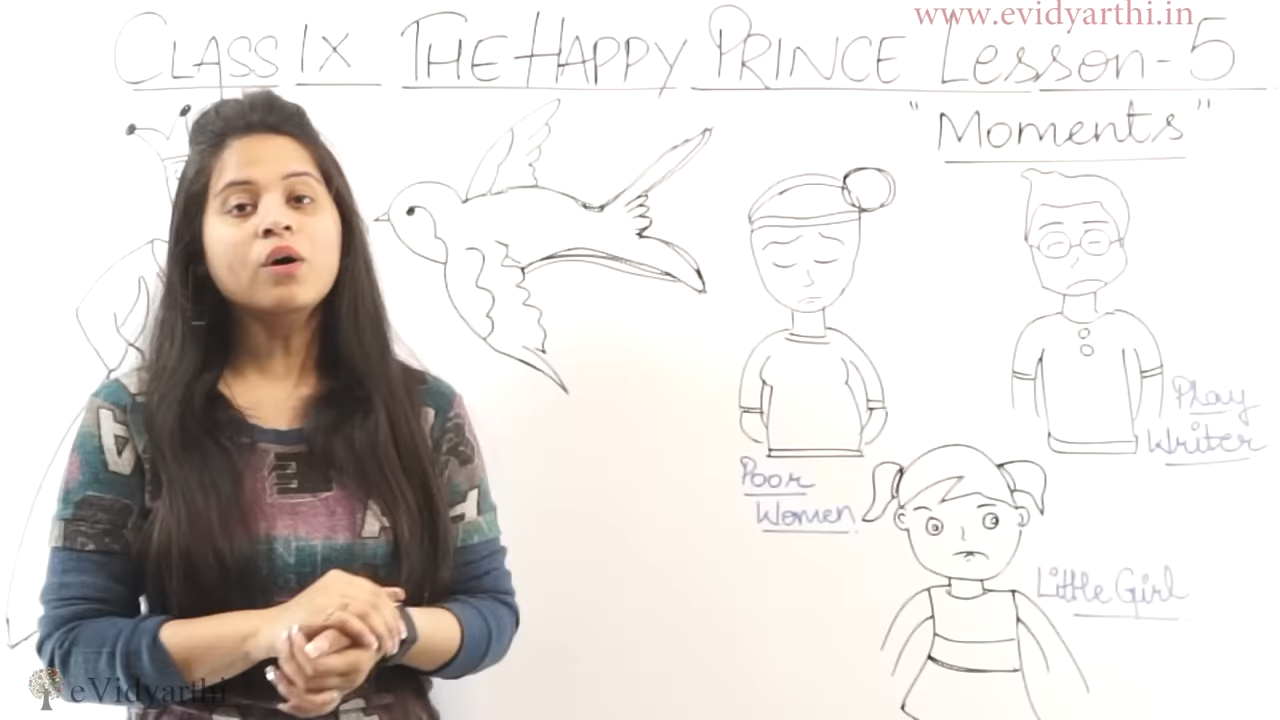 www.evidyarthi.in
CLASS IX THE HAPPY PRINCE Lesson-5
"Moments"
Play
Writer
Poor
Women
Little Girl
eVidyarthi